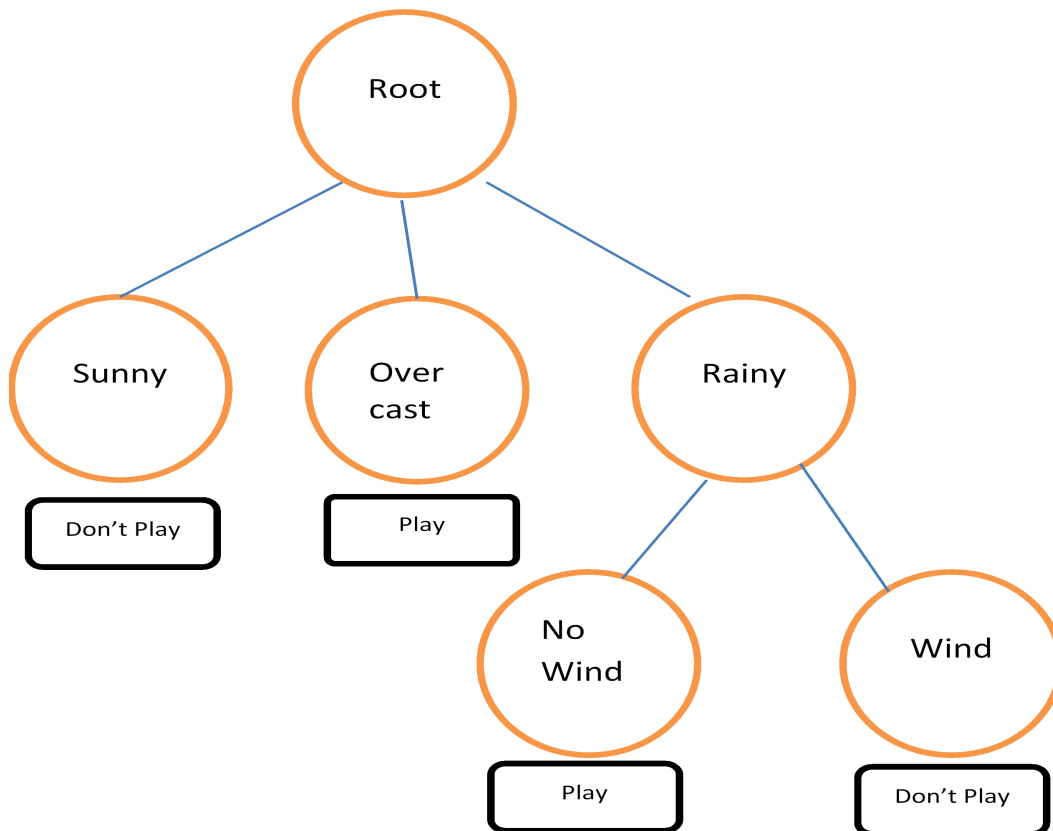 Root
Sunny
Over
cast
Rainy
Don’t Play
Play
No
Wind
Wind
Play
Don’t Play